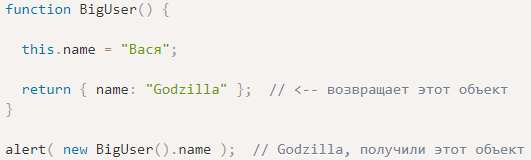 function BigUser() {
this.name = "Вася";
return { name: "Godzilla" };  // <-- возвращает этот объект
}
alert( new BigUser().name );  // Godzilla, получили этот объект